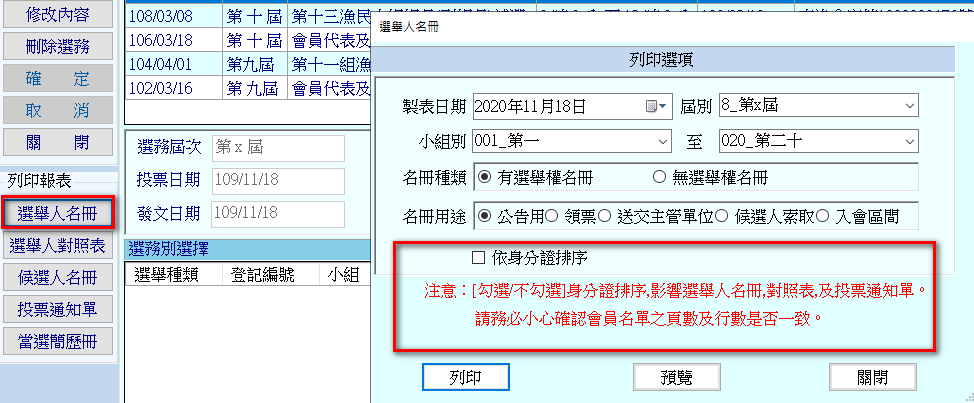 修改內容
刪除選務
確 定
取 消
關 閉
列印報表
選舉人名冊
選舉人對照表
候選人名冊
投票通知單
當選簡歷冊
108/03/08 第 十 屆 第十三漁民
106/03/18 第 十 屆 會員代表及
104/04/01 第九屆 第十一組漁
102/03/16 第 九 屆 會員代表及
選務屆次 第 x 屆
投票日期 109/11/18
發文日期 109/11/18
選務別選擇
選舉種類 登記編號 小組
選舉人名冊
列印選項
製表日期 2020年11月18日 屆別 8_第x屆
小組別 001_第一 至 020_第二十
名冊種類 有選舉權名冊 無選舉權名冊
名冊用途 公告用 領票 送交主管單位 候選人索取 入會區間
依身分證排序
注意：[勾選/不勾選]身分證排序,影響選舉人名冊,對照表,及投票通知單。
請務必小心確認會員名單之頁數及行數是否一致。
列印 預覽 關閉